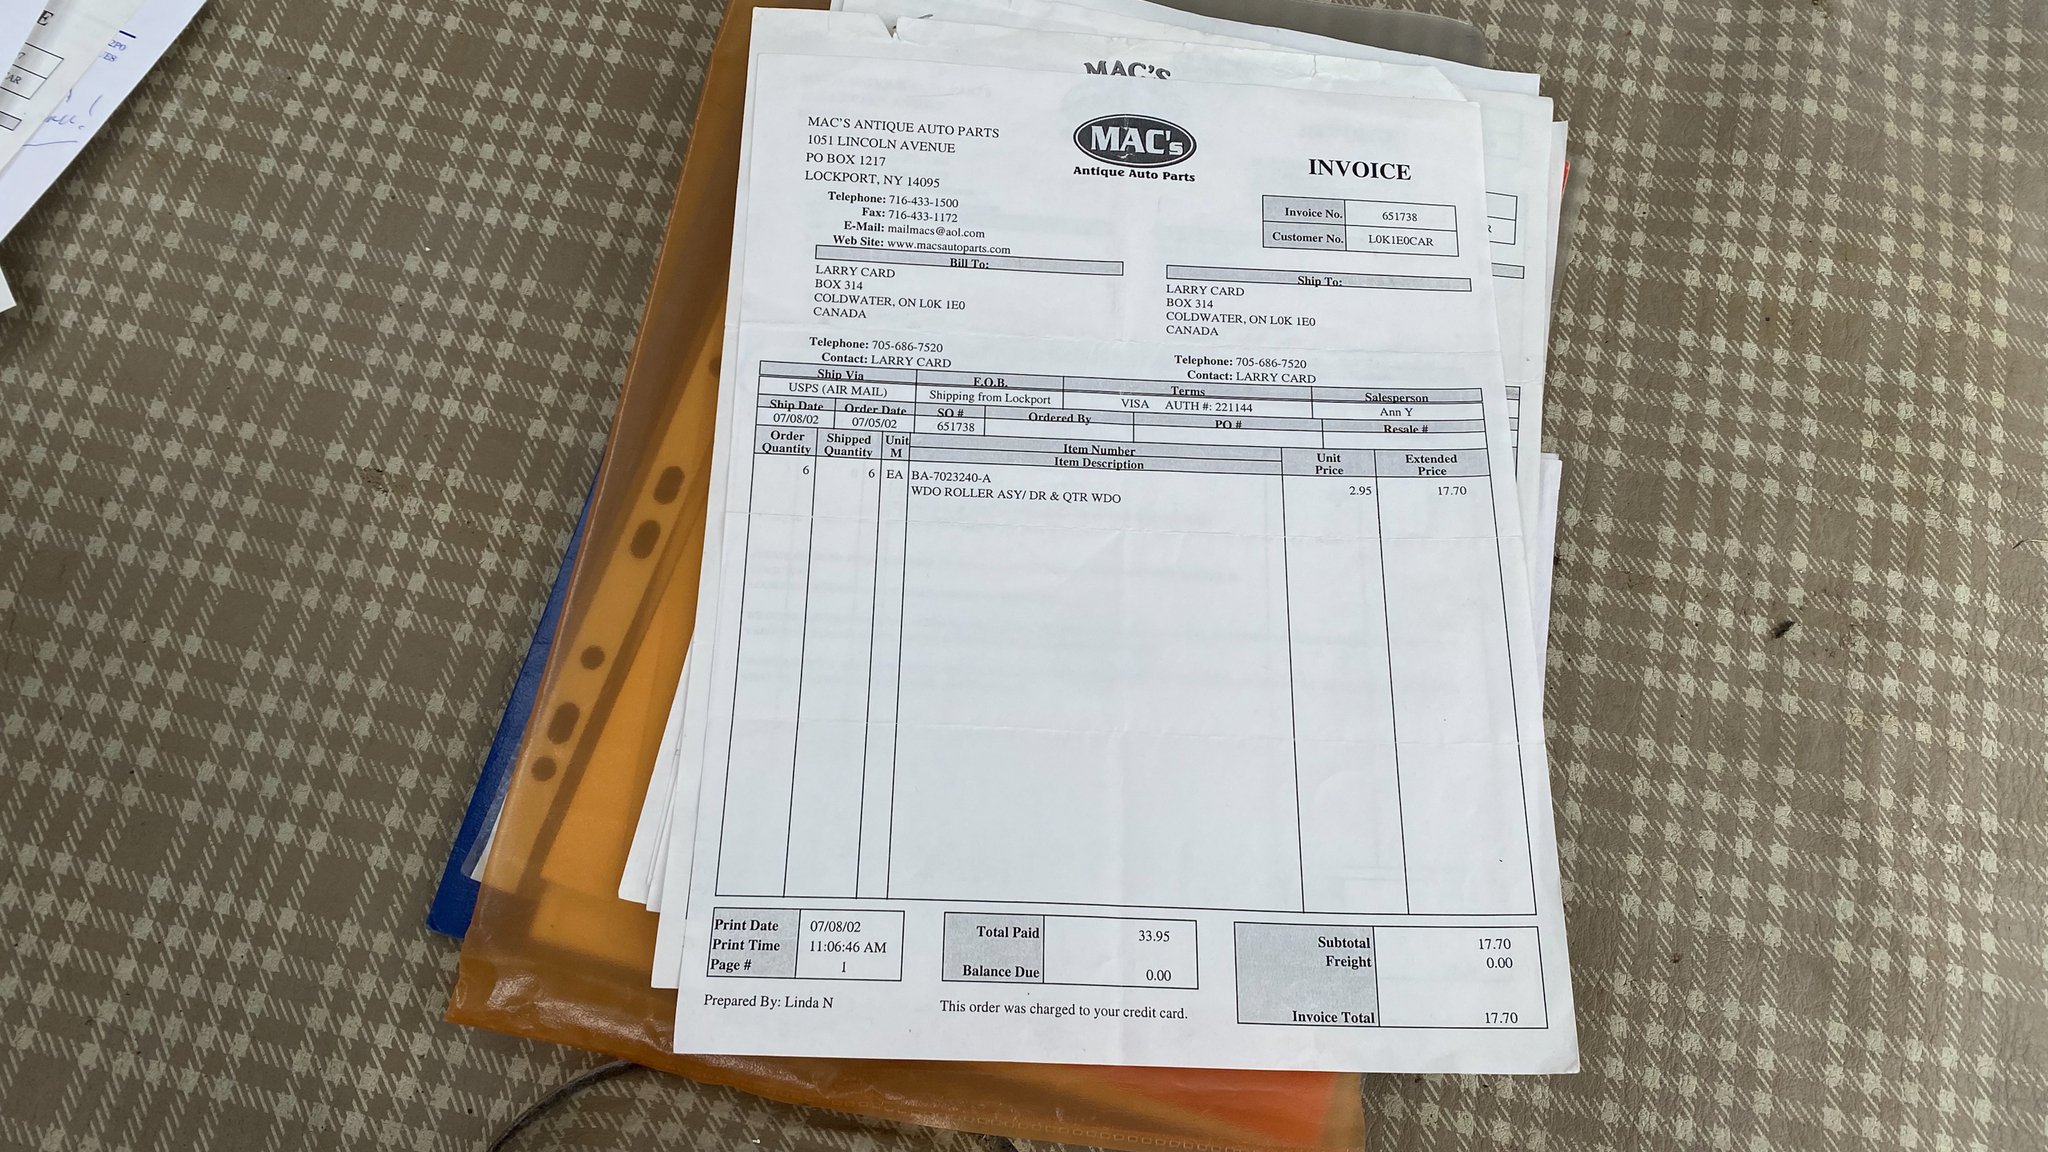 MAC'S
MAC'S ANTIQUE AUTO PARTS
1051 LINCOLN AVENUE
PO BOX 1217
LOCKPORT, NY 14095
Telephone: 716-433-1500
Fax: 716-433-1172
E-Mail: mailmacs@aol.com
Web Site: www.macsautoparts.com
MAC's
Antique Auto Parts
INVOICE
Invoice No. 651738
Customer No. L0K1E0CAR
Bill To:
LARRY CARD
BOX 314
COLDWATER, ON L0K 1E0
CANADA
Telephone: 705-686-7520
Contact: LARRY CARD
Ship To:
LARRY CARD
BOX 314
COLDWATER, ON L0K 1E0
CANADA
Telephone: 705-686-7520
Contact: LARRY CARD
Ship Via F.O.B. Terms Salesperson
USPS (AIR MAIL) Shipping from Lockport VISA AUTH #: 221144 Ann Y
Ship Date Order Date SO # Ordered By PO # Resale #
07/08/02 07/05/02 651738
Order Quantity Shipped Quantity Unit M Item Number Item Description Unit Price Extended Price
6 6 EA BA-7023240-A 2.95 17.70
WDO ROLLER ASY/ DR & QTR WDO
Print Date 07/08/02
Print Time 11:06:46 AM
Page # 1
Total Paid 33.95
Balance Due 0.00
Subtotal 17.70
Freight 0.00
Invoice Total 17.70
Prepared By: Linda N
This order was charged to your credit card.